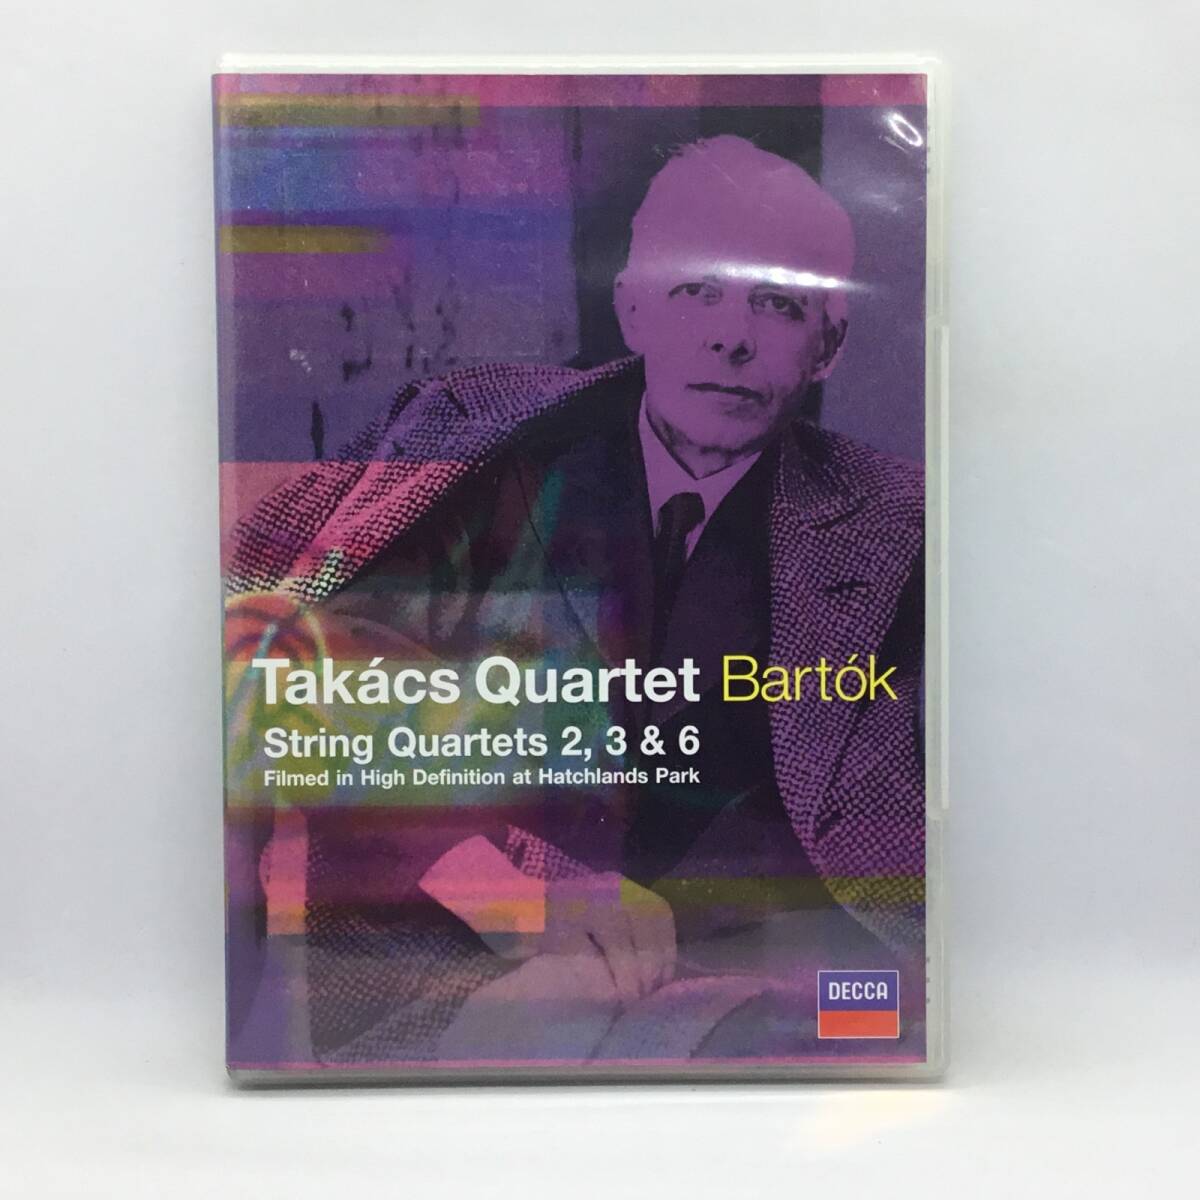 Takács Quartet Bartók
String Quartets 2, 3 & 6
Filmed in High Definition at Hatchlands Park
DECCA